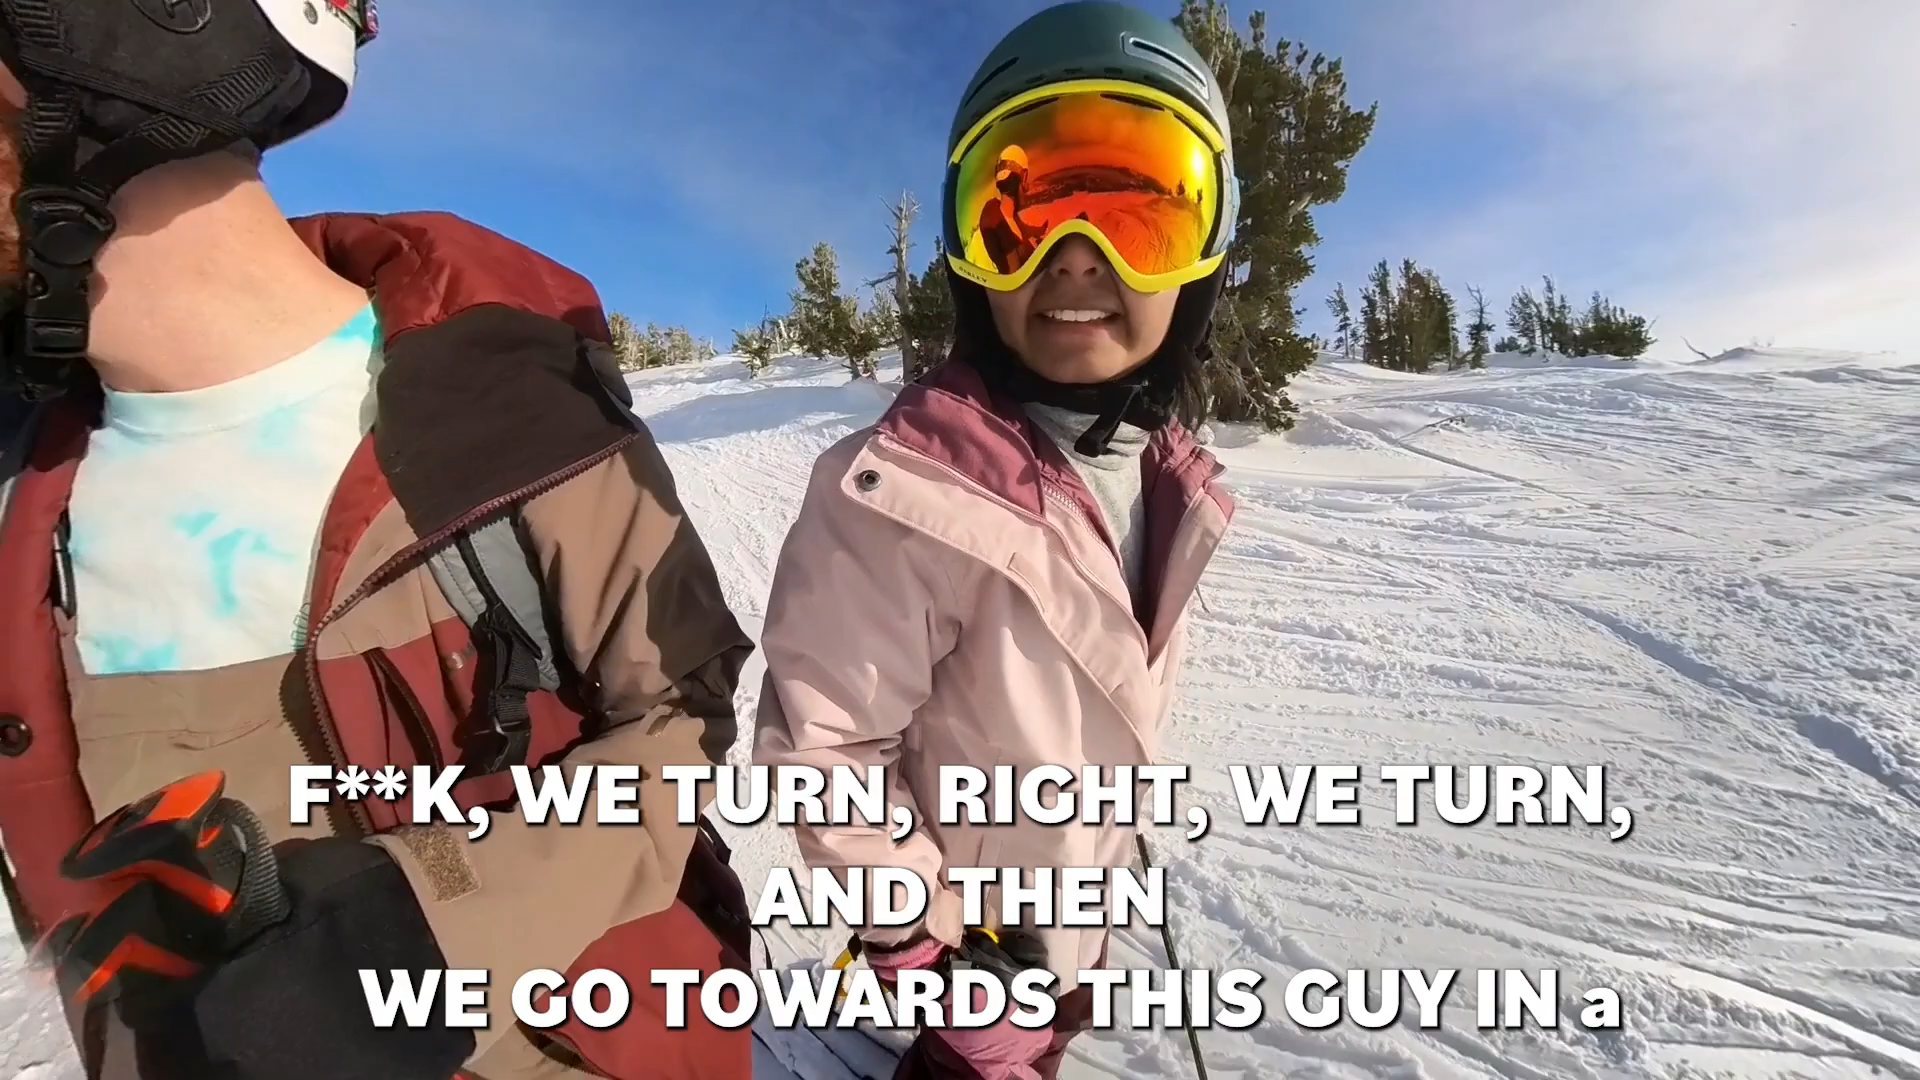 F**K, WE TURN, RIGHT, WE TURN,
AND THEN
WE GO TOWARDS THIS GUY IN a